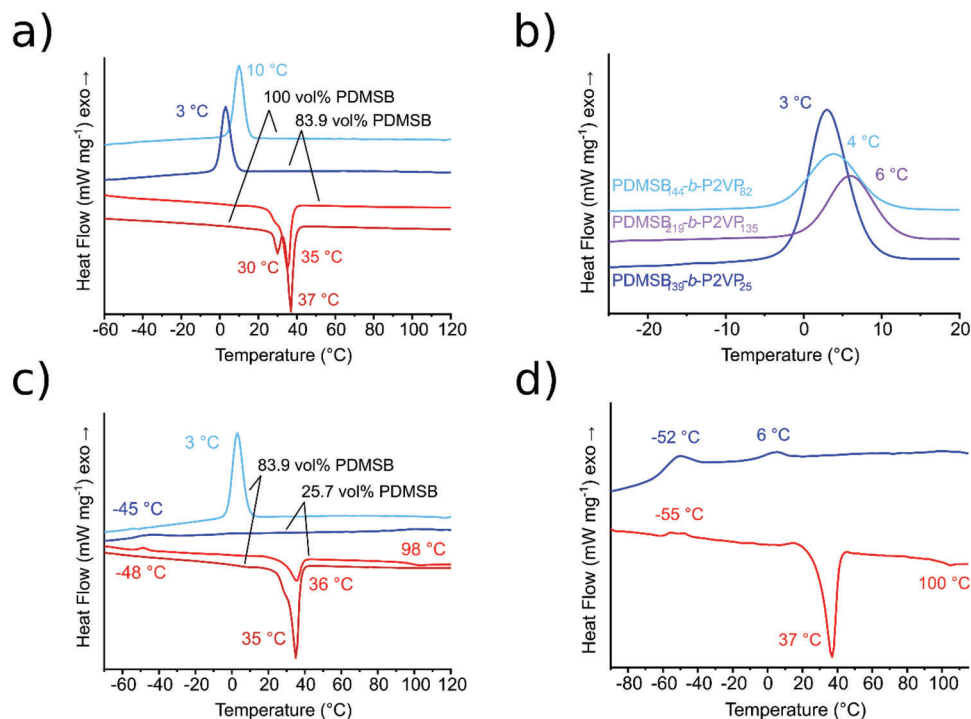 a)
Heat Flow (mW mg⁻¹) exo →
10 °C
100 vol% PDMSB
3 °C
83.9 vol% PDMSB
30 °C
35 °C
37 °C
-60 -40 -20 0 20 40 60 80 100 120
Temperature (°C)
b)
Heat Flow (mW mg⁻¹) exo →
3 °C
4 °C
6 °C
PDMSB₁₄₄-b-P2VP₈₂
PDMSB₂₁₉-b-P2VP₁₃₅
PDMSB₁₃₉-b-P2VP₂₅
-20 -10 0 10 20
Temperature (°C)
c)
Heat Flow (mW mg⁻¹) exo →
3 °C
83.9 vol% PDMSB
25.7 vol% PDMSB
-45 °C
98 °C
-48 °C
36 °C
35 °C
-60 -40 -20 0 20 40 60 80 100 120
Temperature (°C)
d)
Heat Flow (mW mg⁻¹) exo →
-52 °C
6 °C
-55 °C
100 °C
37 °C
-80 -60 -40 -20 0 20 40 60 80 100
Temperature (°C)